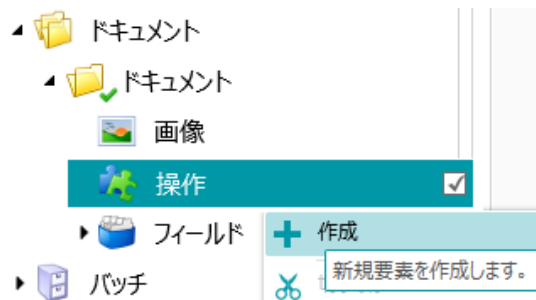 ドキュメント
ドキュメント
画像
操作
フィールド
作成
新規要素を作成します。
バッチ